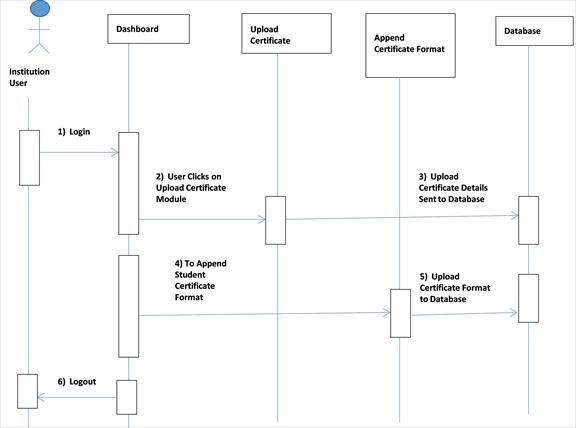 Dashboard
Upload
Certificate
Append
Certificate Format
Database
Institution
User
1) Login
2) User Clicks on
Upload Certificate
Module
3) Upload
Certificate Details
Sent to Database
4) To Append
Student
Certificate
Format
5) Upload
Certificate Format
to Database
6) Logout